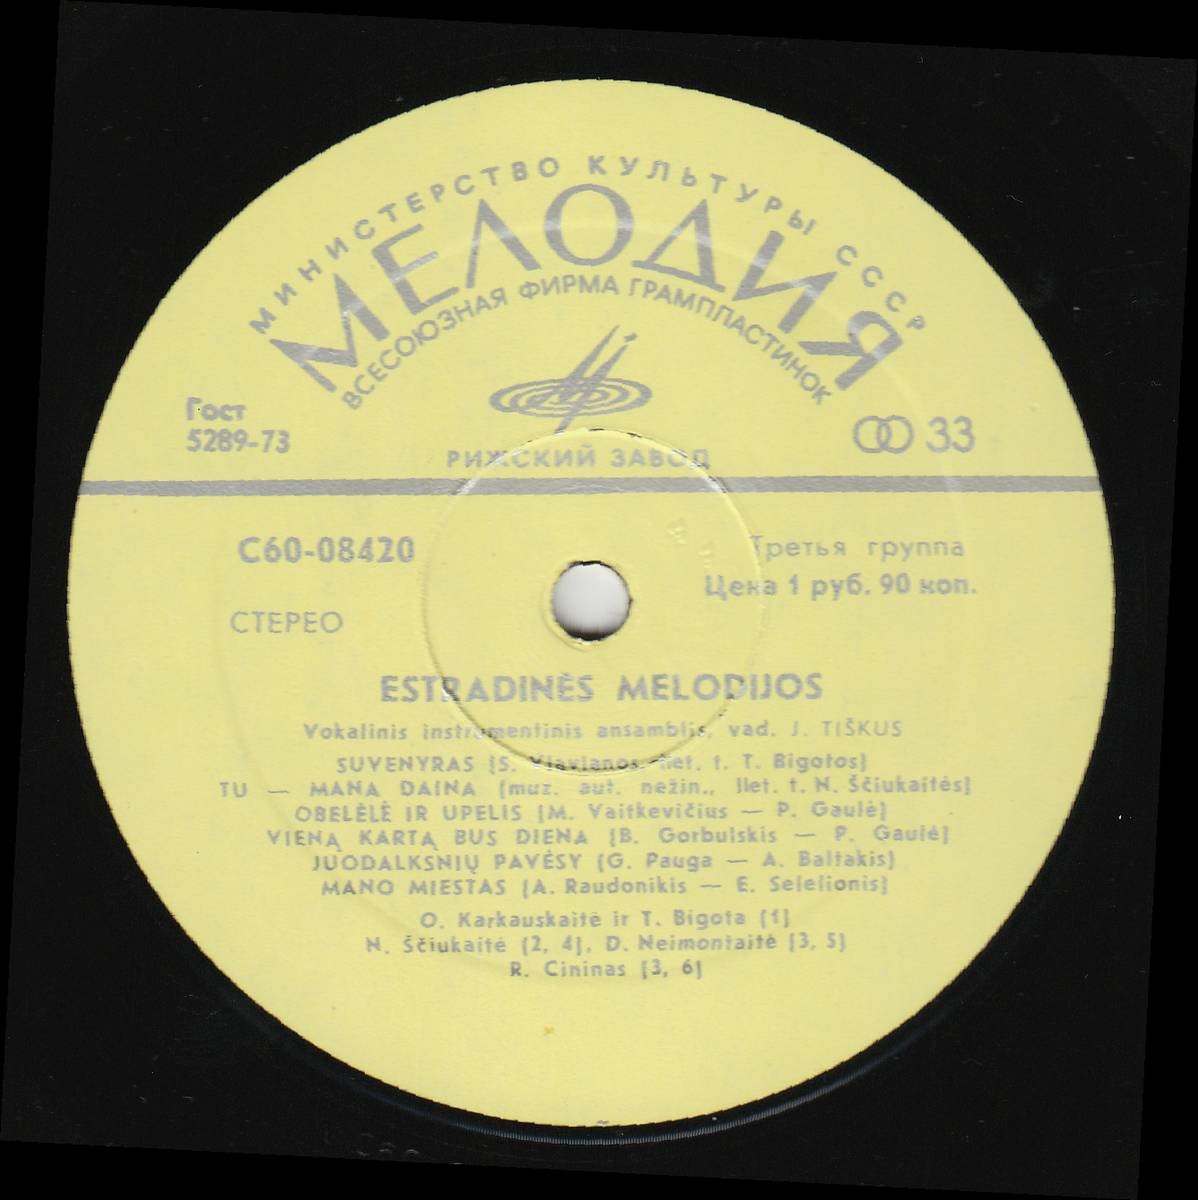 МИНИСТЕРСТВО КУЛЬТУРЫ СССР
МЕЛОДИЯ
ВСЕСОЮЗНАЯ ФИРМА ГРАМПЛАСТИНОК
Гост
5289-73
33
РИЖСКИЙ ЗАВОД
С60-08420
Третья группа
Цена 1 руб. 90 коп.
СТЕРЕО
ESTRADINĖS MELODIJOS
Vokalinis instrumentinis ansamblis, vad. J. TIŠKUS
SUVENYRAS (S. Vlavianos, liet. t. T. Bigotos)
TU — MANA DAINA (muz. aut. nežin., liet. t. N. Ščiukaitės)
OBELĖLĖ IR UPELIS (M. Vaitkevičius — P. Gaulė)
VIENĄ KARTĄ BUS DIENA (B. Gorbulskis — P. Gaulė)
JUODALKSNIŲ PAVĖSY (G. Pauga — A. Baltakis)
MANO MIESTAS (A. Raudonikis — E. Selelionis)
O. Karkauskaitė ir T. Bigota (1)
N. Ščiukaitė (2, 4), D. Neimontaitė (3, 5)
R. Cininas (3, 6)